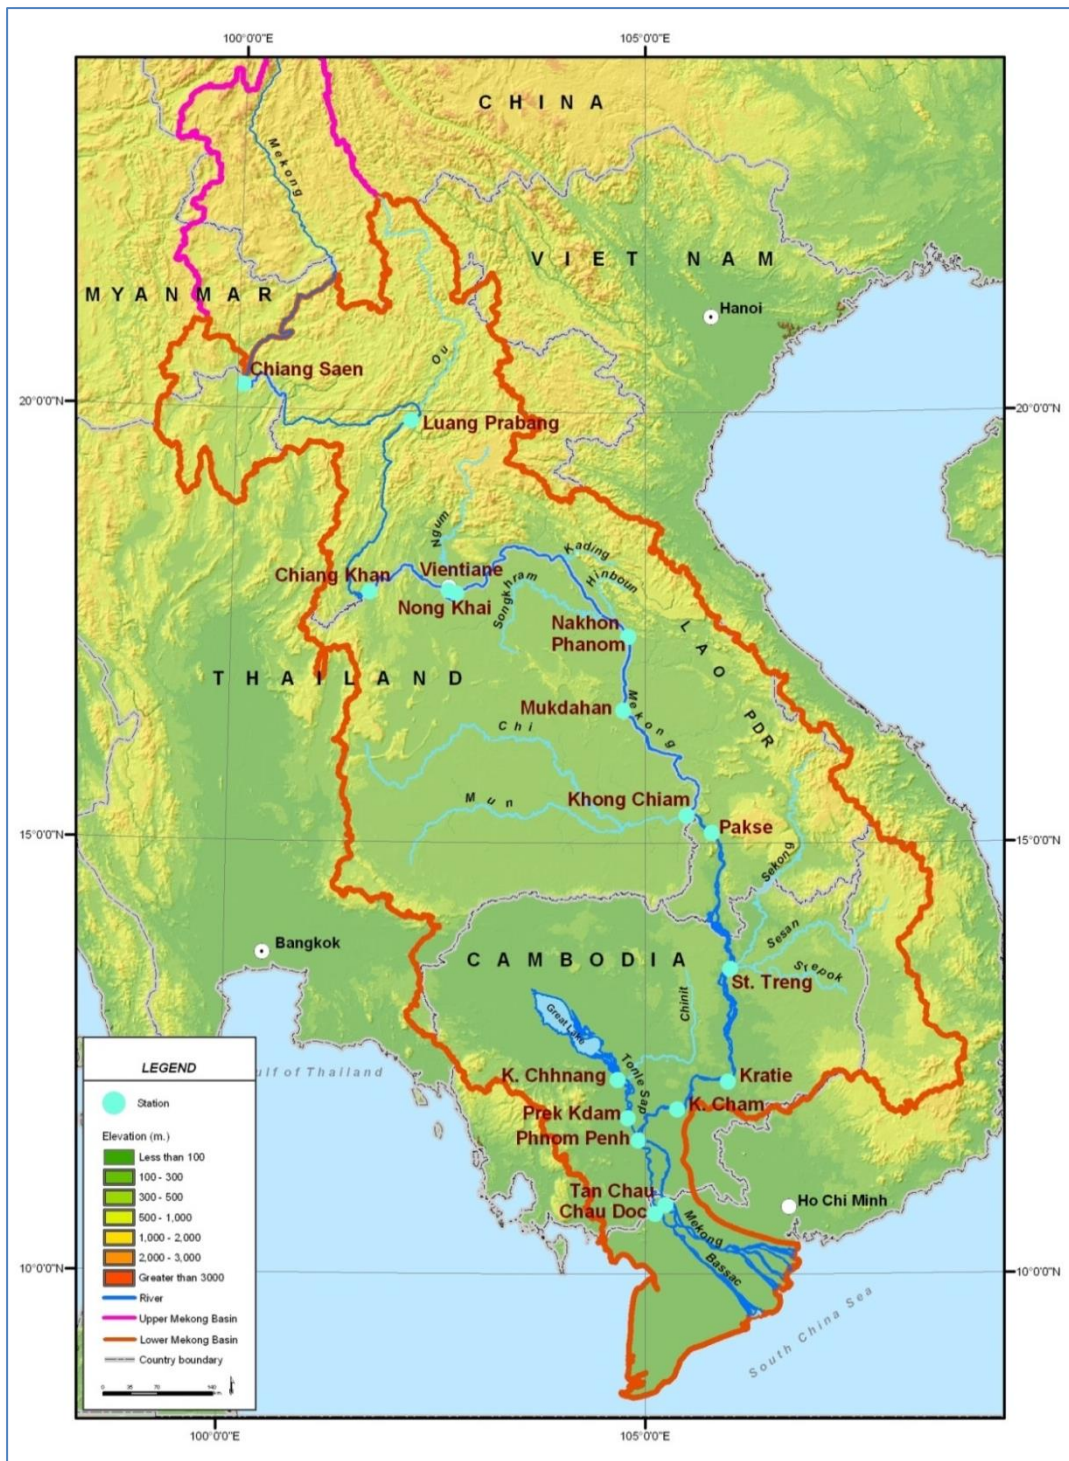 100°0'0"E
105°0'0"E
CHINA
Mekong
VIET NAM
MYANMAR
Hanoi
Ou
Chiang Saen
20°0'0"N
20°0'0"N
Luang Prabang
Ngum
Kading
Vientiane
Hinboun
Chiang Khan
Songkhram
Nong Khai
Nakhon
Phanom
LAO
THAILAND
Mekong
Mukdahan
PDR
Chi
Mun
Khong Chiam
Pakse
15°0'0"N
15°0'0"N
Sekong
Sesan
Bangkok
CAMBODIA
Stepok
St. Treng
Chinit
Great Lake
Tonle Sap
K. Chhnang
Kratie
K. Cham
Prek Kdam
Phnom Penh
Tan Chau
Ho Chi Minh
Chau Doc
Mekong
Bassac
10°0'0"N
10°0'0"N
South China Sea
ulf of Thailand
LEGEND
Station
Elevation (m.)
Less than 100
100 - 300
300 - 500
500 - 1,000
1,000 - 2,000
2,000 - 3,000
Greater than 3000
River
Upper Mekong Basin
Lower Mekong Basin
Country boundary
0 35 70 140
100°0'0"E
105°0'0"E